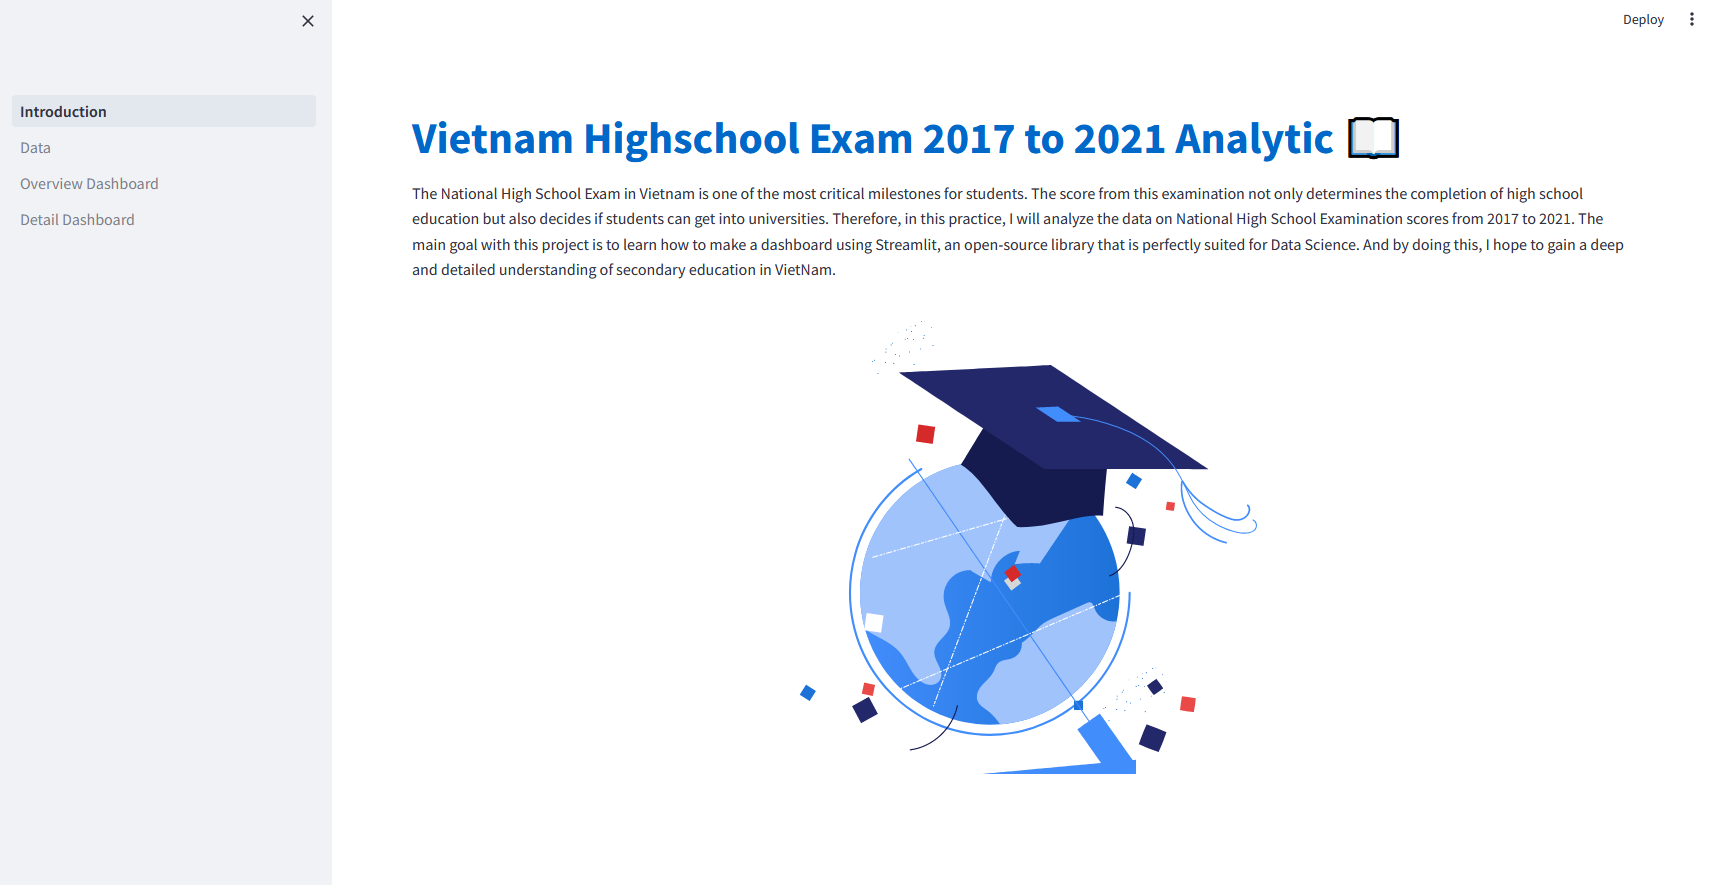 Deploy
Introduction
Data
Overview Dashboard
Detail Dashboard
Vietnam Highschool Exam 2017 to 2021 Analytic
The National High School Exam in Vietnam is one of the most critical milestones for students. The score from this examination not only determines the completion of high school
education but also decides if students can get into universities. Therefore, in this practice, I will analyze the data on National High School Examination scores from 2017 to 2021. The
main goal with this project is to learn how to make a dashboard using Streamlit, an open-source library that is perfectly suited for Data Science. And by doing this, I hope to gain a deep
and detailed understanding of secondary education in VietNam.